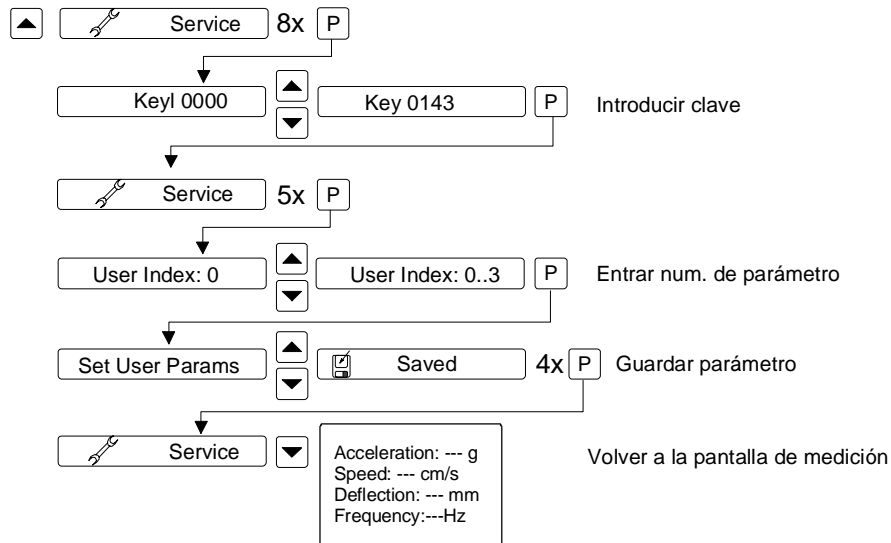 Service 8x P
Keyl 0000 Key 0143 P Introducir clave
Service 5x P
User Index: 0 User Index: 0..3 P Entrar num. de parámetro
Set User Params Saved 4x P Guardar parámetro
Service Volver a la pantalla de medición
Acceleration: --- g
Speed: --- cm/s
Deflection: --- mm
Frequency:---Hz